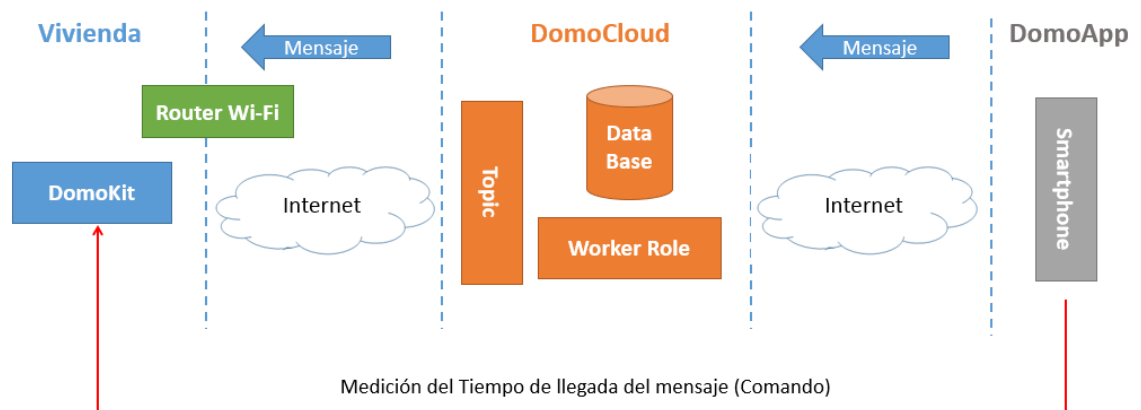 Vivienda
Mensaje
DomoCloud
Mensaje
DomoApp
Router Wi-Fi
DomoKit
Internet
Topic
Data
Base
Worker Role
Internet
Smartphone
Medición del Tiempo de llegada del mensaje (Comando)